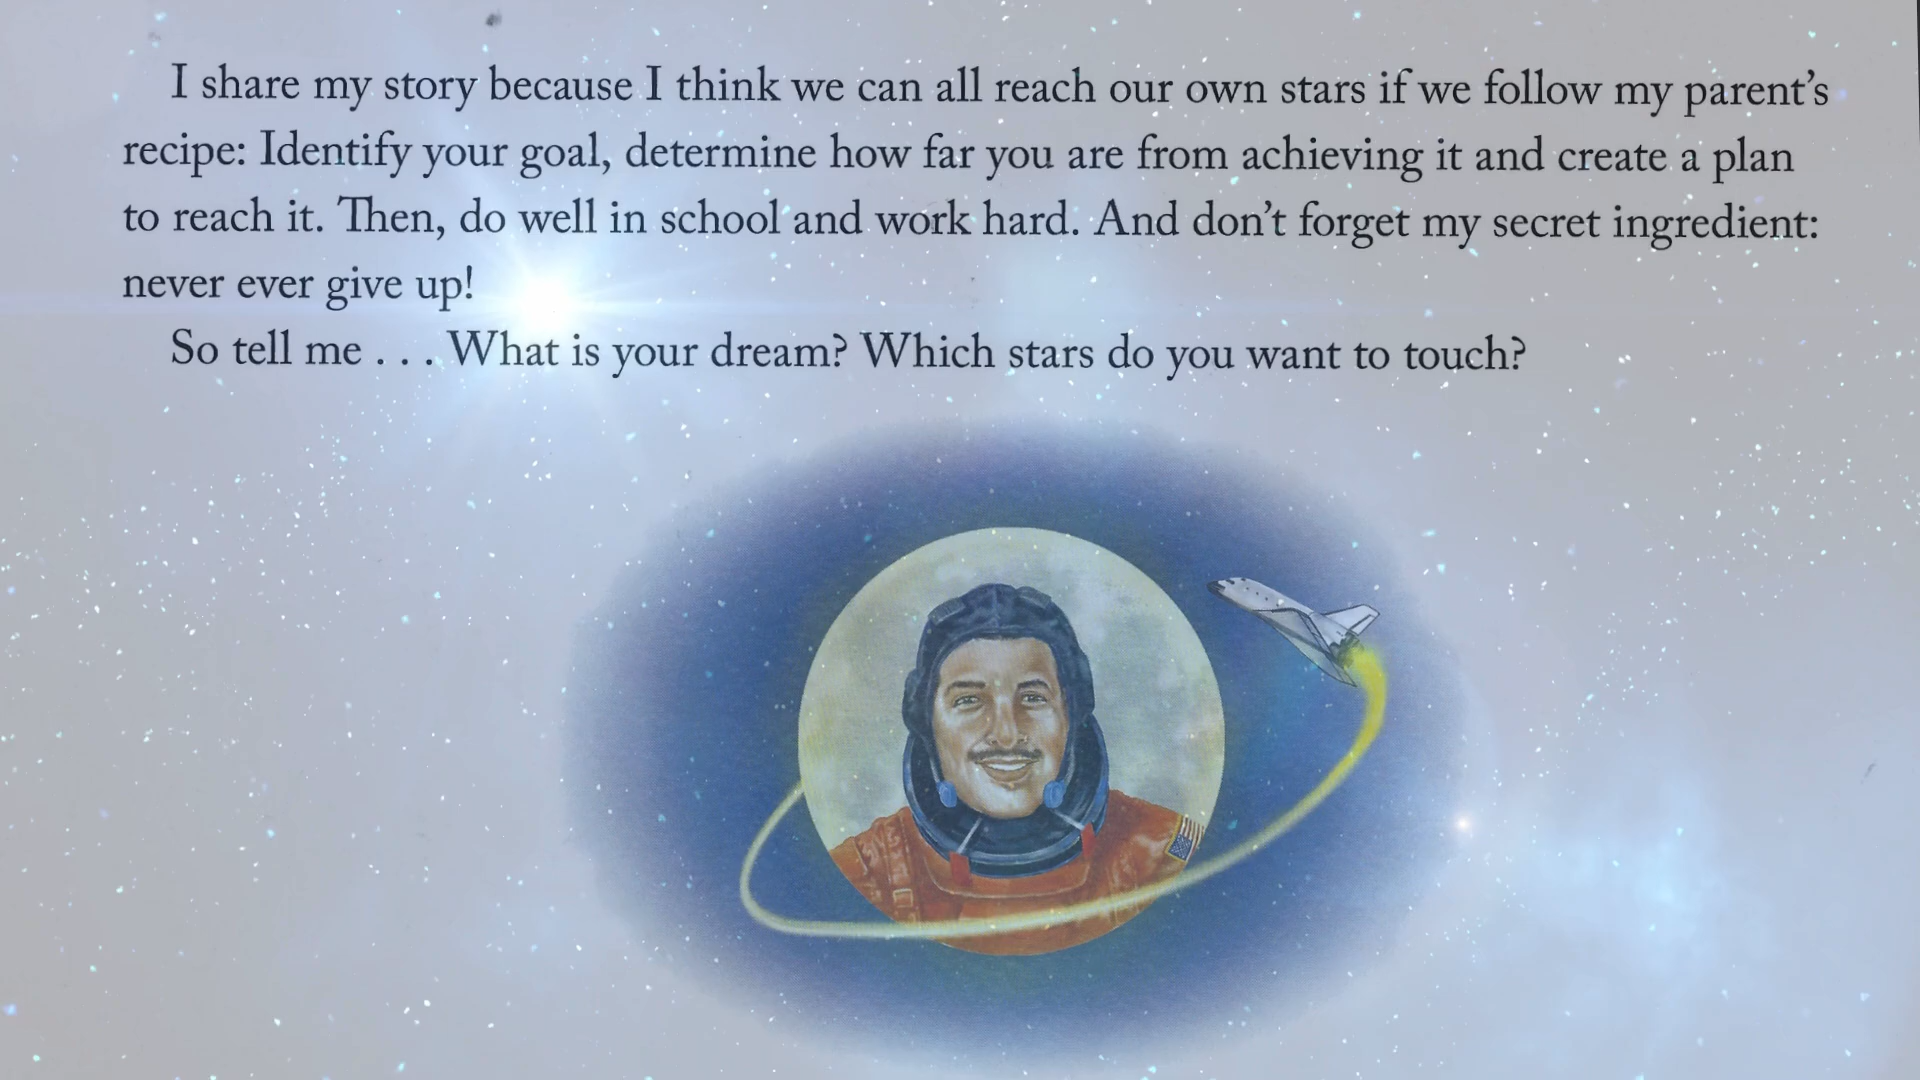 I share my story because I think we can all reach our own stars if we follow my parent’s
recipe: Identify your goal, determine how far you are from achieving it and create a plan
to reach it. Then, do well in school and work hard. And don’t forget my secret ingredient:
never ever give up!
So tell me . . . What is your dream? Which stars do you want to touch?